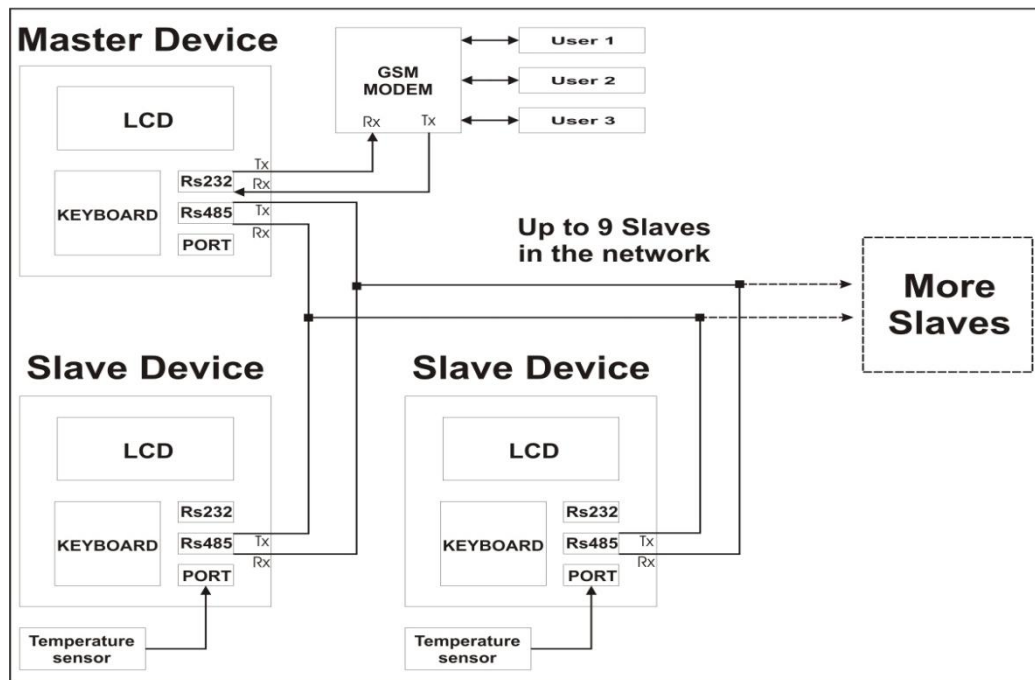 Master Device
LCD
KEYBOARD
Rs232
Rs485
PORT
Tx
Rx
Tx
Rx
GSM
MODEM
Rx
Tx
User 1
User 2
User 3
Up to 9 Slaves
in the network
More
Slaves
Slave Device
LCD
KEYBOARD
Rs232
Rs485
PORT
Tx
Rx
Temperature
sensor
Slave Device
LCD
KEYBOARD
Rs232
Rs485
PORT
Tx
Rx
Temperature
sensor